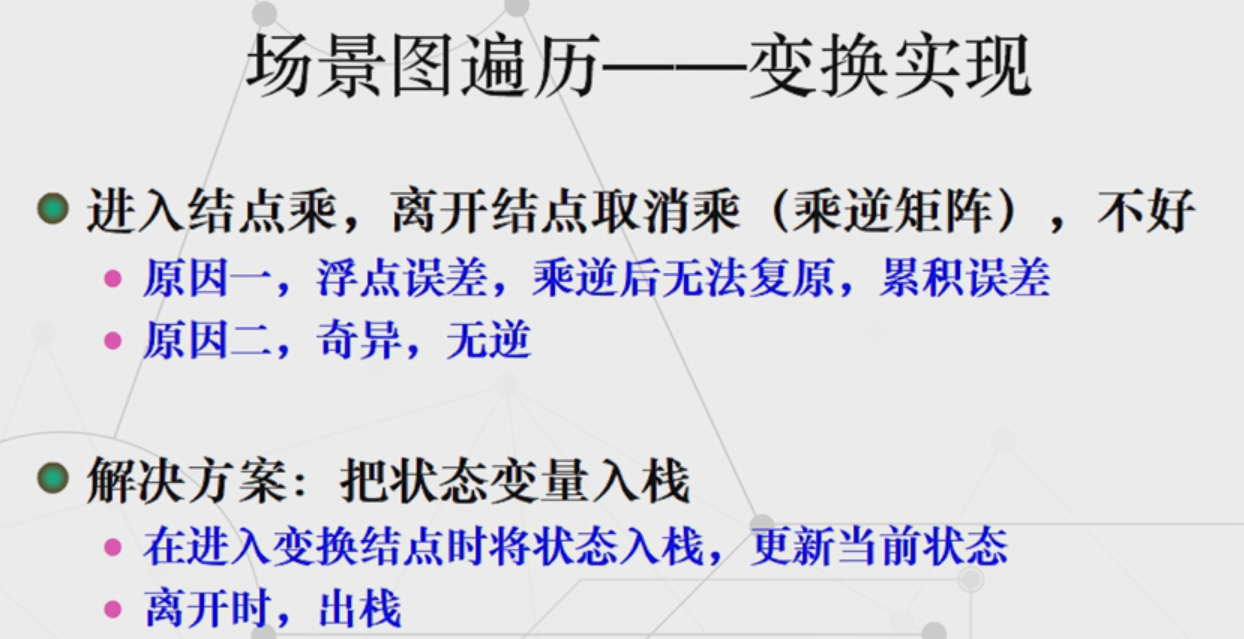 场景图遍历——变换实现
进入结点乘，离开结点取消乘（乘逆矩阵），不好
原因一，浮点误差，乘逆后无法复原，累积误差
原因二，奇异，无逆
解决方案：把状态变量入栈
在进入变换结点时将状态入栈，更新当前状态
离开时，出栈